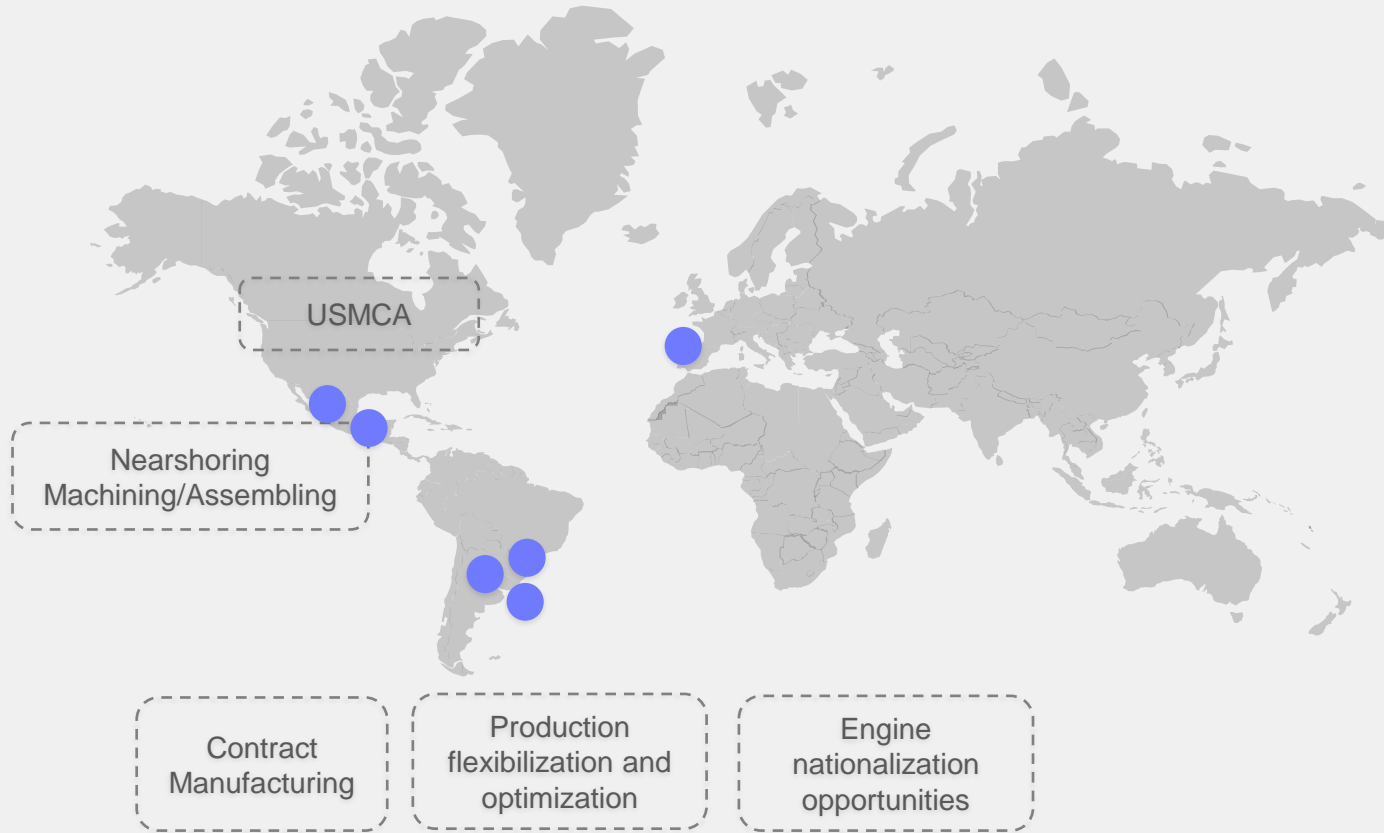 USMCA
Nearshoring
Machining/Assembling
Contract
Manufacturing
Production
flexibilization and
optimization
Engine
nationalization
opportunities